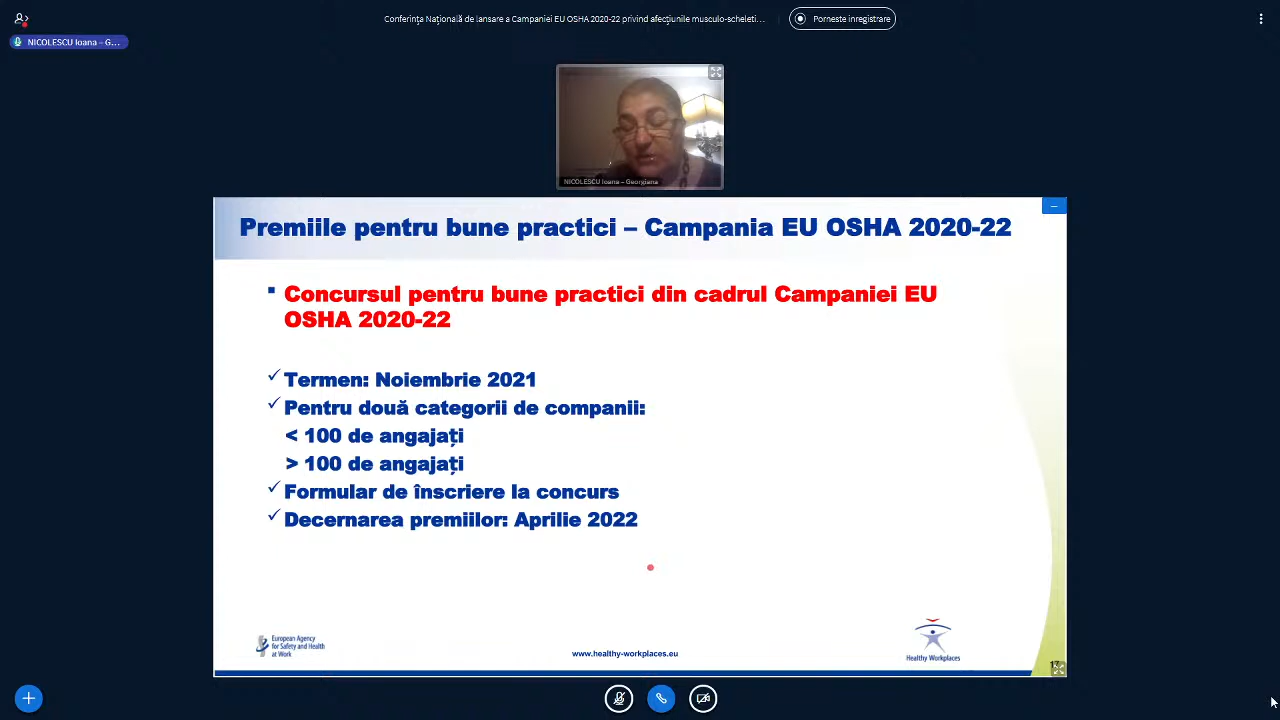 Conferința Națională de lansare a Campaniei EU OSHA 2020-22 privind afecțiunile musculo-scheleti...
Porneste inregistrare
NICOLESCU Ioana – G...
NICOLESCU Ioana – Georgiana
Premiile pentru bune practici – Campania EU OSHA 2020-22
Concursul pentru bune practici din cadrul Campaniei EU
OSHA 2020-22
Termen: Noiembrie 2021
Pentru două categorii de companii:
< 100 de angajați
> 100 de angajați
Formular de înscriere la concurs
Decernarea premiilor: Aprilie 2022
European Agency
for Safety and Health
at Work
www.healthy-workplaces.eu
Healthy Workplaces